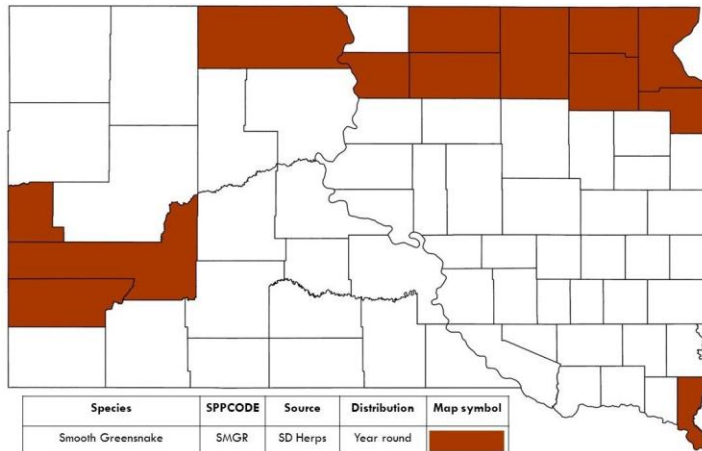 Species SPPCODE Source Distribution Map symbol
Smooth Greensnake SMGR SD Herps Year round